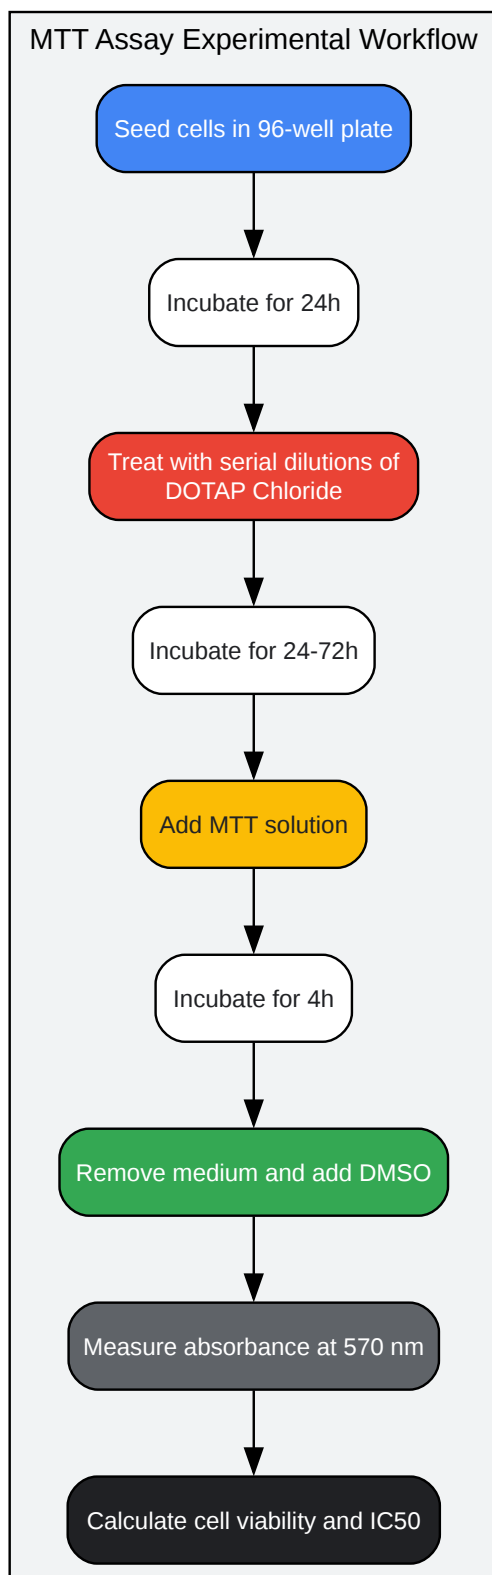 MTT Assay Experimental Workflow
Seed cells in 96-well plate
Incubate for 24h
Treat with serial dilutions of
DOTAP Chloride
Incubate for 24-72h
Add MTT solution
Incubate for 4h
Remove medium and add DMSO
Measure absorbance at 570 nm
Calculate cell viability and IC50